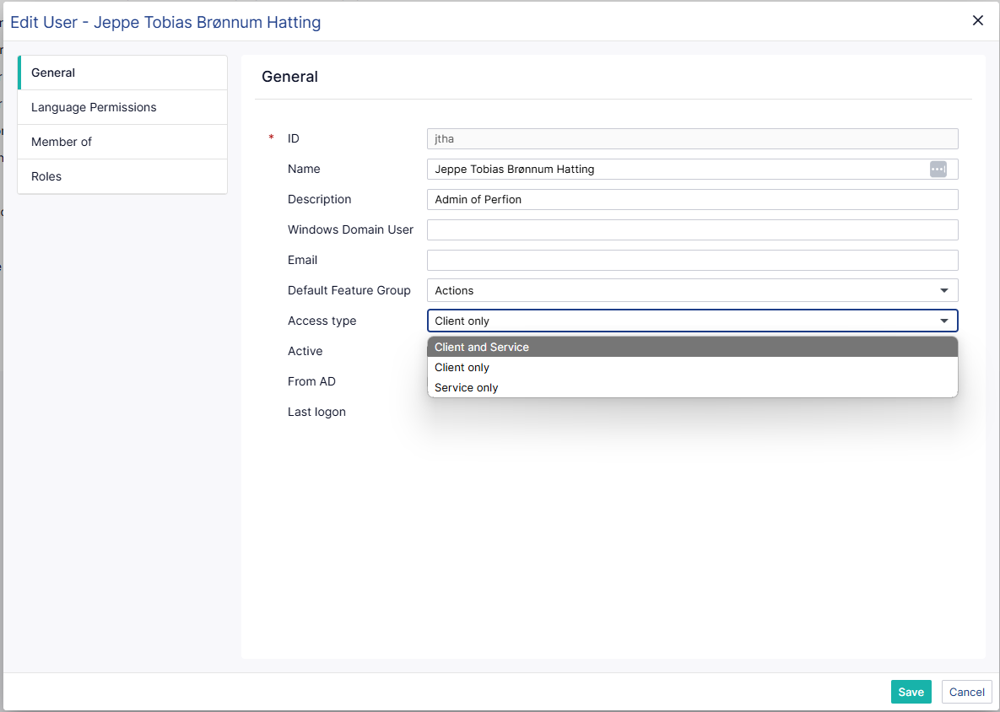 Edit User - Jeppe Tobias Brønnum Hatting
General
Language Permissions
Member of
Roles
General
* ID jtha
Name Jeppe Tobias Brønnum Hatting
Description Admin of Perfion
Windows Domain User
Email
Default Feature Group Actions
Access type Client only
Client and Service
Client only
Service only
Active
From AD
Last logon
Save Cancel